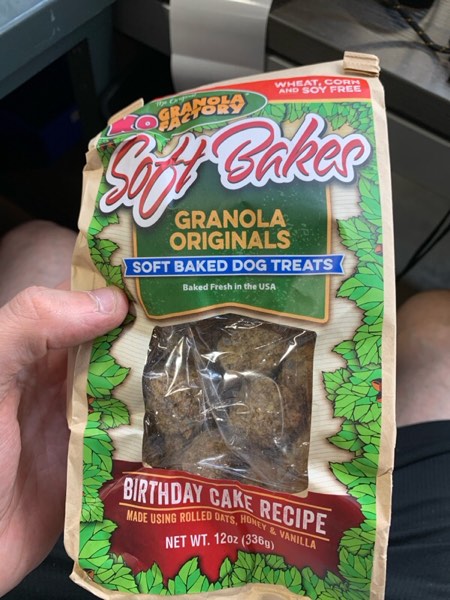 WHEAT, CORN
AND SOY FREE
The Original
K9 GRANOLA
FACTORY
Soft Bakes
GRANOLA
ORIGINALS
SOFT BAKED DOG TREATS
Baked Fresh in the USA
BIRTHDAY CAKE RECIPE
MADE USING ROLLED OATS, HONEY & VANILLA
NET WT. 12oz (336g)